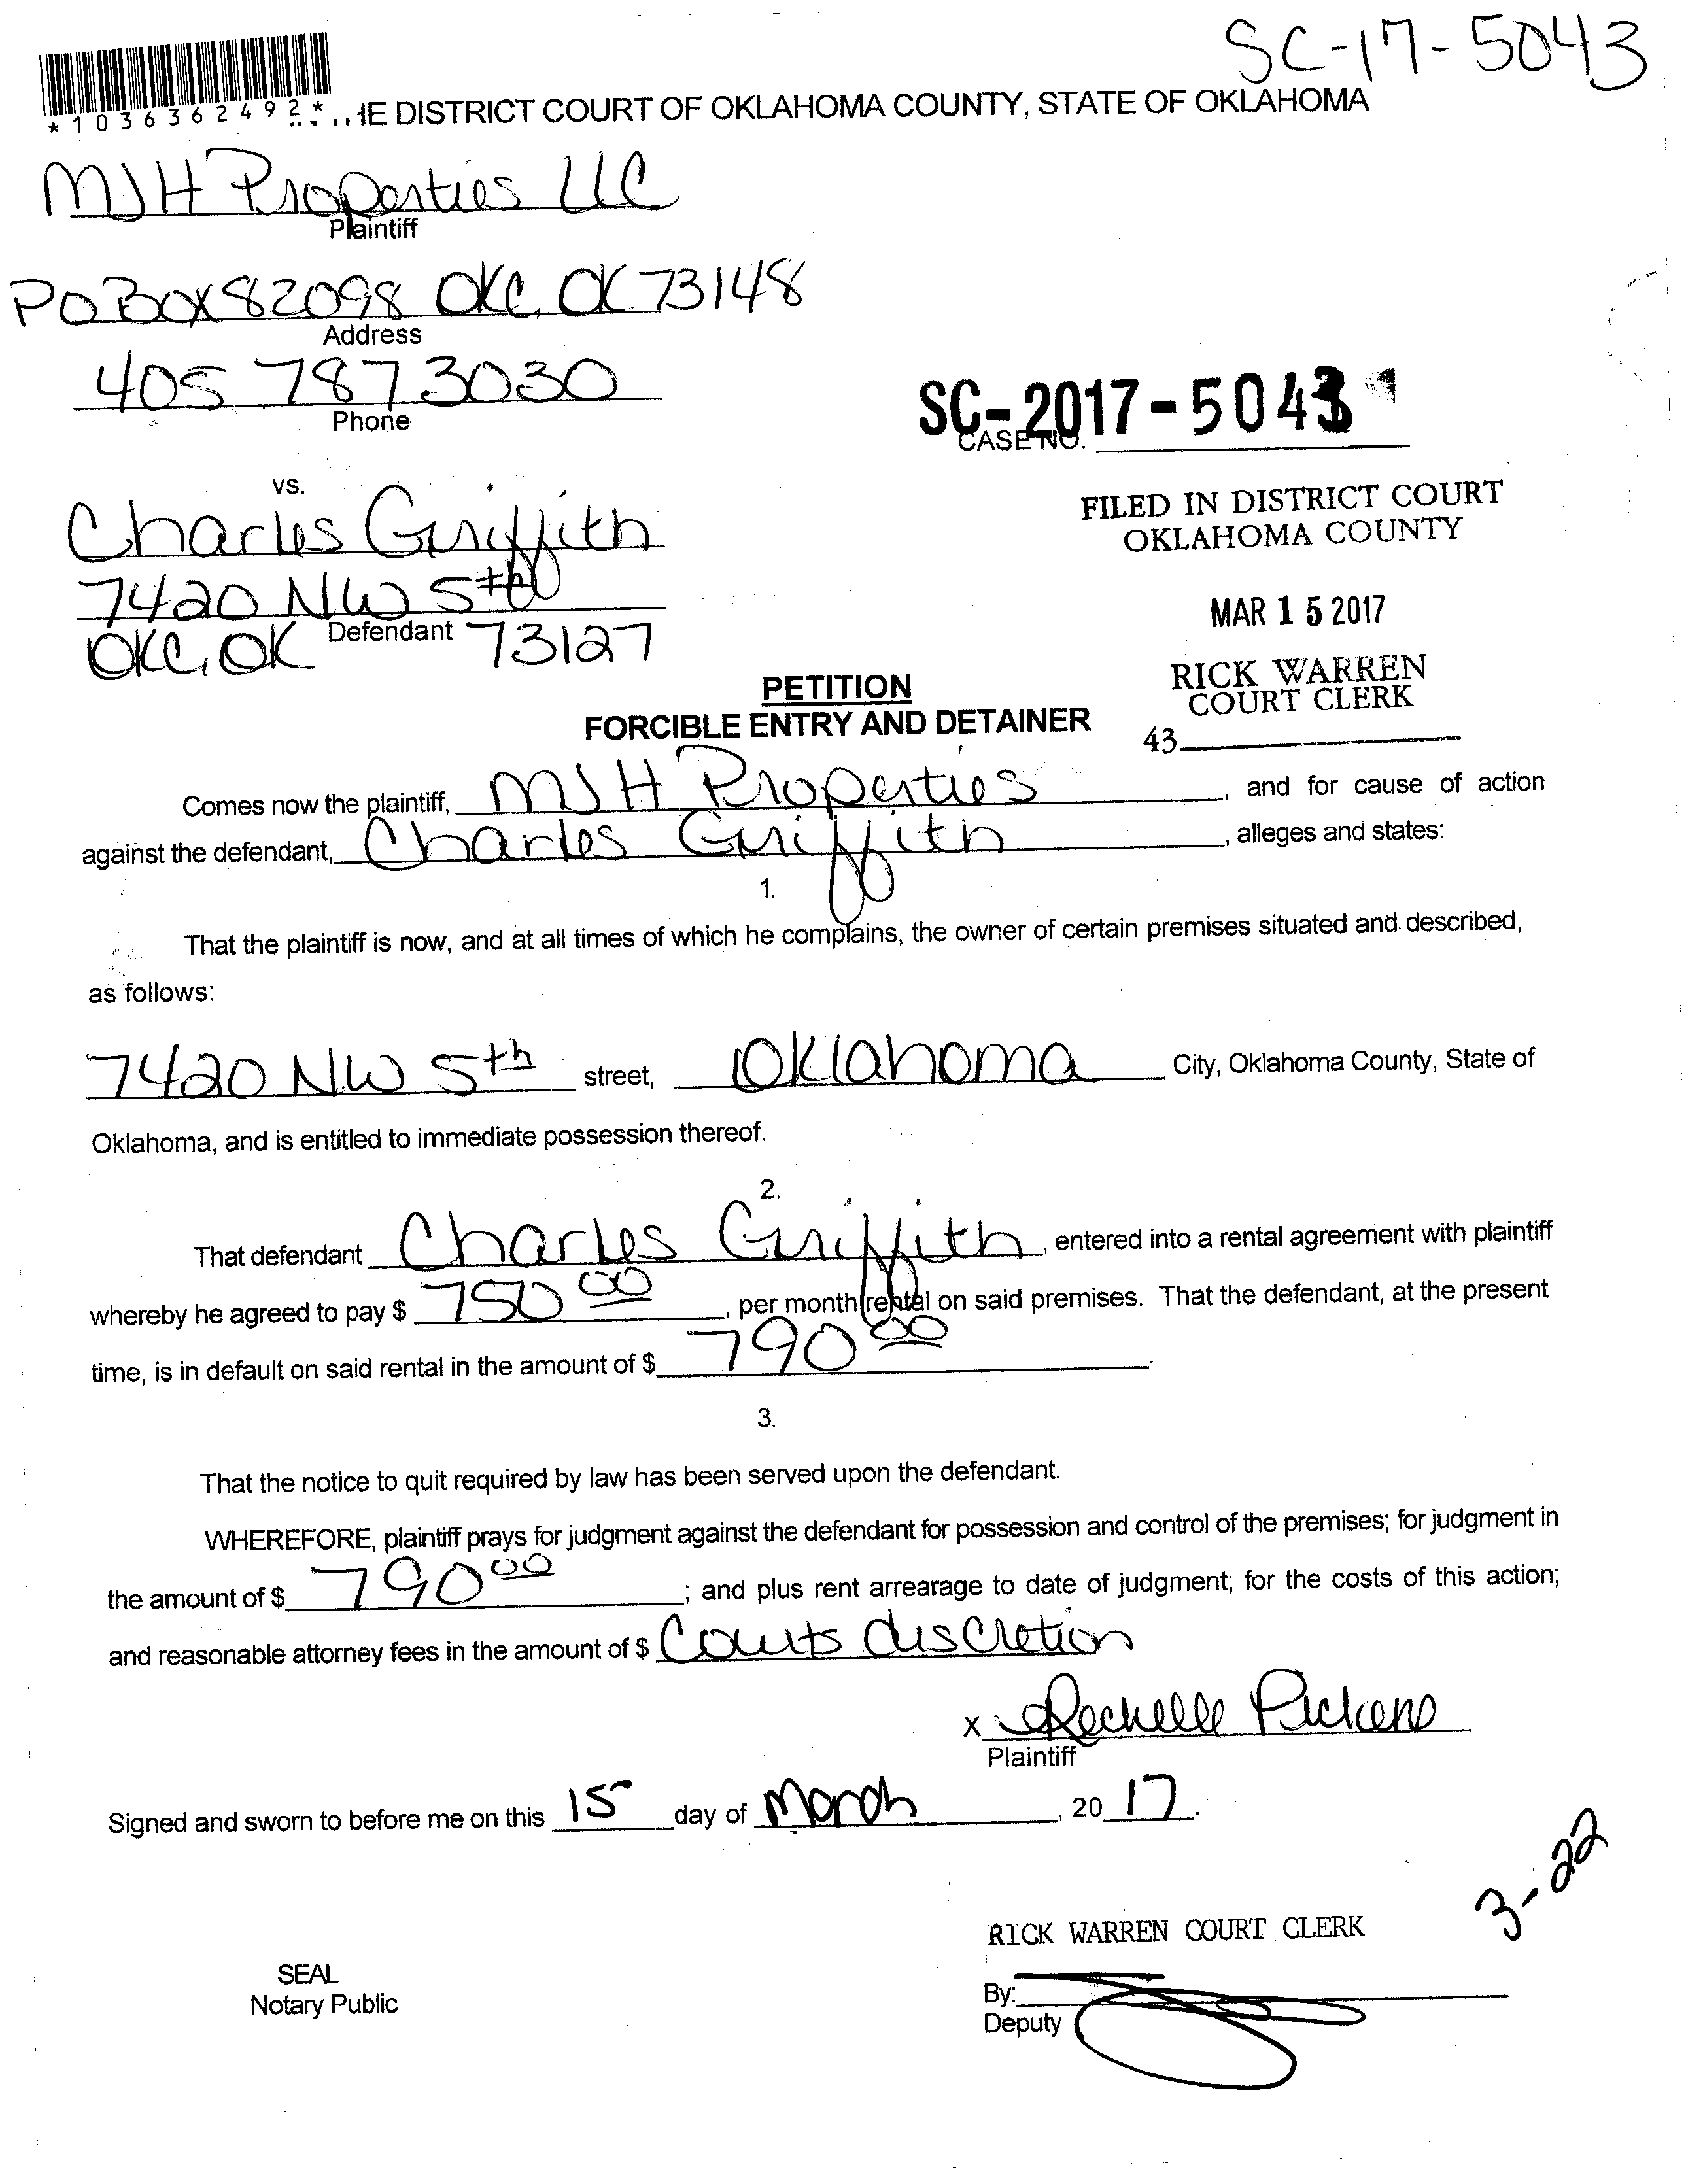 SC-17-5043
*1036362492*
HE DISTRICT COURT OF OKLAHOMA COUNTY, STATE OF OKLAHOMA
MJH Properties LLC
Plaintiff
PO BOX 82098 OKC, OK 73148
Address
405 787 3030
Phone
SC-2017-5043
CASE NO.
vs.
Charles Griffith
7420 NW 5th
OKC, OK Defendant 73127
FILED IN DISTRICT COURT
OKLAHOMA COUNTY
MAR 15 2017
RICK WARREN
COURT CLERK
43
PETITION
FORCIBLE ENTRY AND DETAINER
Comes now the plaintiff, MJH Properties, and for cause of action
against the defendant, Charles Griffith, alleges and states:
1.
That the plaintiff is now, and at all times of which he complains, the owner of certain premises situated and described,
as follows:
7420 NW 5th street, Oklahoma City, Oklahoma County, State of
Oklahoma, and is entitled to immediate possession thereof.
2.
That defendant Charles Griffith, entered into a rental agreement with plaintiff
whereby he agreed to pay $ 750 00, per month rental on said premises. That the defendant, at the present
time, is in default on said rental in the amount of $ 790 00.
3.
That the notice to quit required by law has been served upon the defendant.
WHEREFORE, plaintiff prays for judgment against the defendant for possession and control of the premises; for judgment in
the amount of $ 790 00; and plus rent arrearage to date of judgment; for the costs of this action;
and reasonable attorney fees in the amount of $ Courts discretion
x Rechelle Pickens
Plaintiff
Signed and sworn to before me on this 15 day of March, 20 17.
3-22
RICK WARREN COURT CLERK
SEAL
Notary Public
By:
Deputy